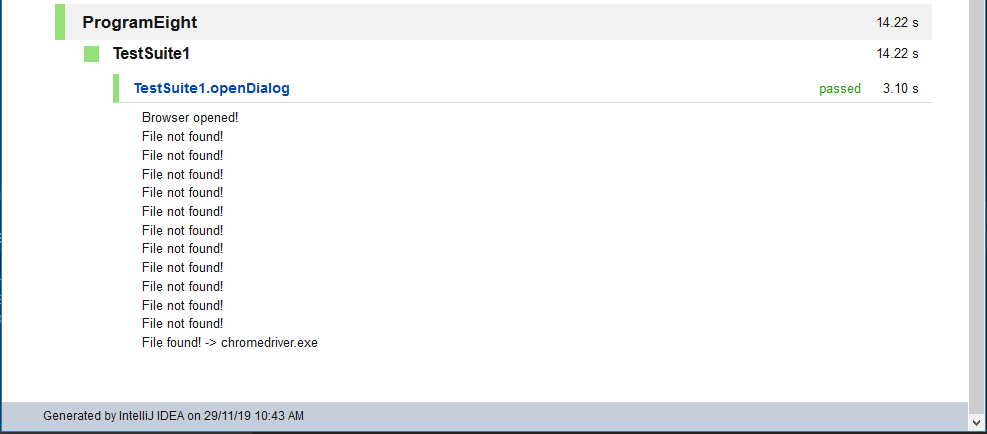 ProgramEight 14.22 s
TestSuite1 14.22 s
TestSuite1.openDialog passed 3.10 s
Browser opened!
File not found!
File not found!
File not found!
File not found!
File not found!
File not found!
File not found!
File not found!
File not found!
File not found!
File not found!
File found! -> chromedriver.exe
Generated by IntelliJ IDEA on 29/11/19 10:43 AM